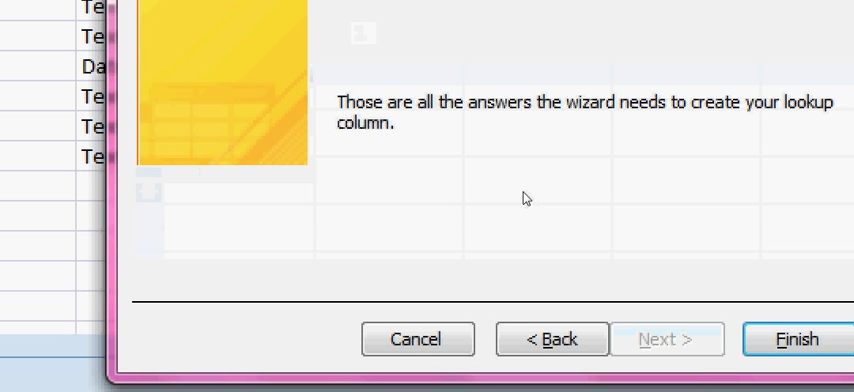 Te
Te
Da
Te
Te
Te
Those are all the answers the wizard needs to create your lookup
column.
Cancel
< Back
Next >
Finish